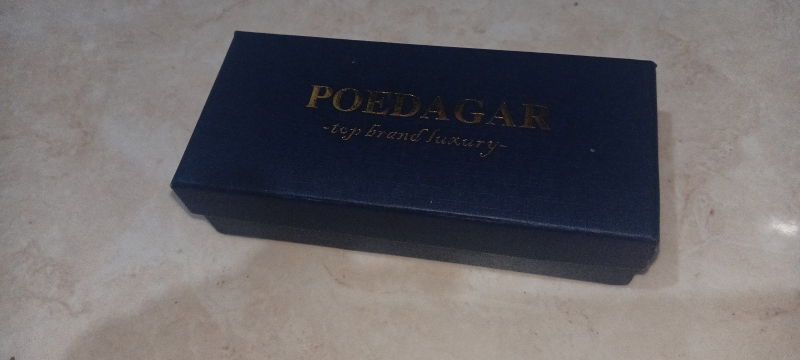 POEDAGAR
-top brand luxury-